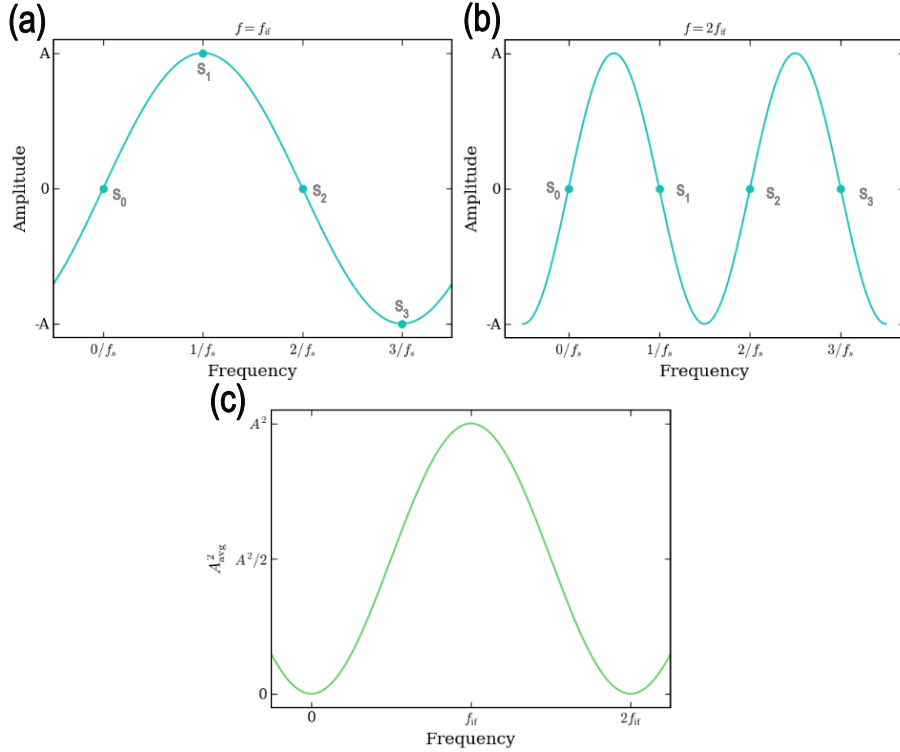 (a)
f = f_if
A
0
-A
Amplitude
S_0
S_1
S_2
S_3
0/f_s
1/f_s
2/f_s
3/f_s
Frequency
(b)
f = 2f_if
A
0
-A
Amplitude
S_0
S_1
S_2
S_3
0/f_s
1/f_s
2/f_s
3/f_s
Frequency
(c)
A^2
A^2/2
0
A^2_avg
0
f_if
2f_if
Frequency